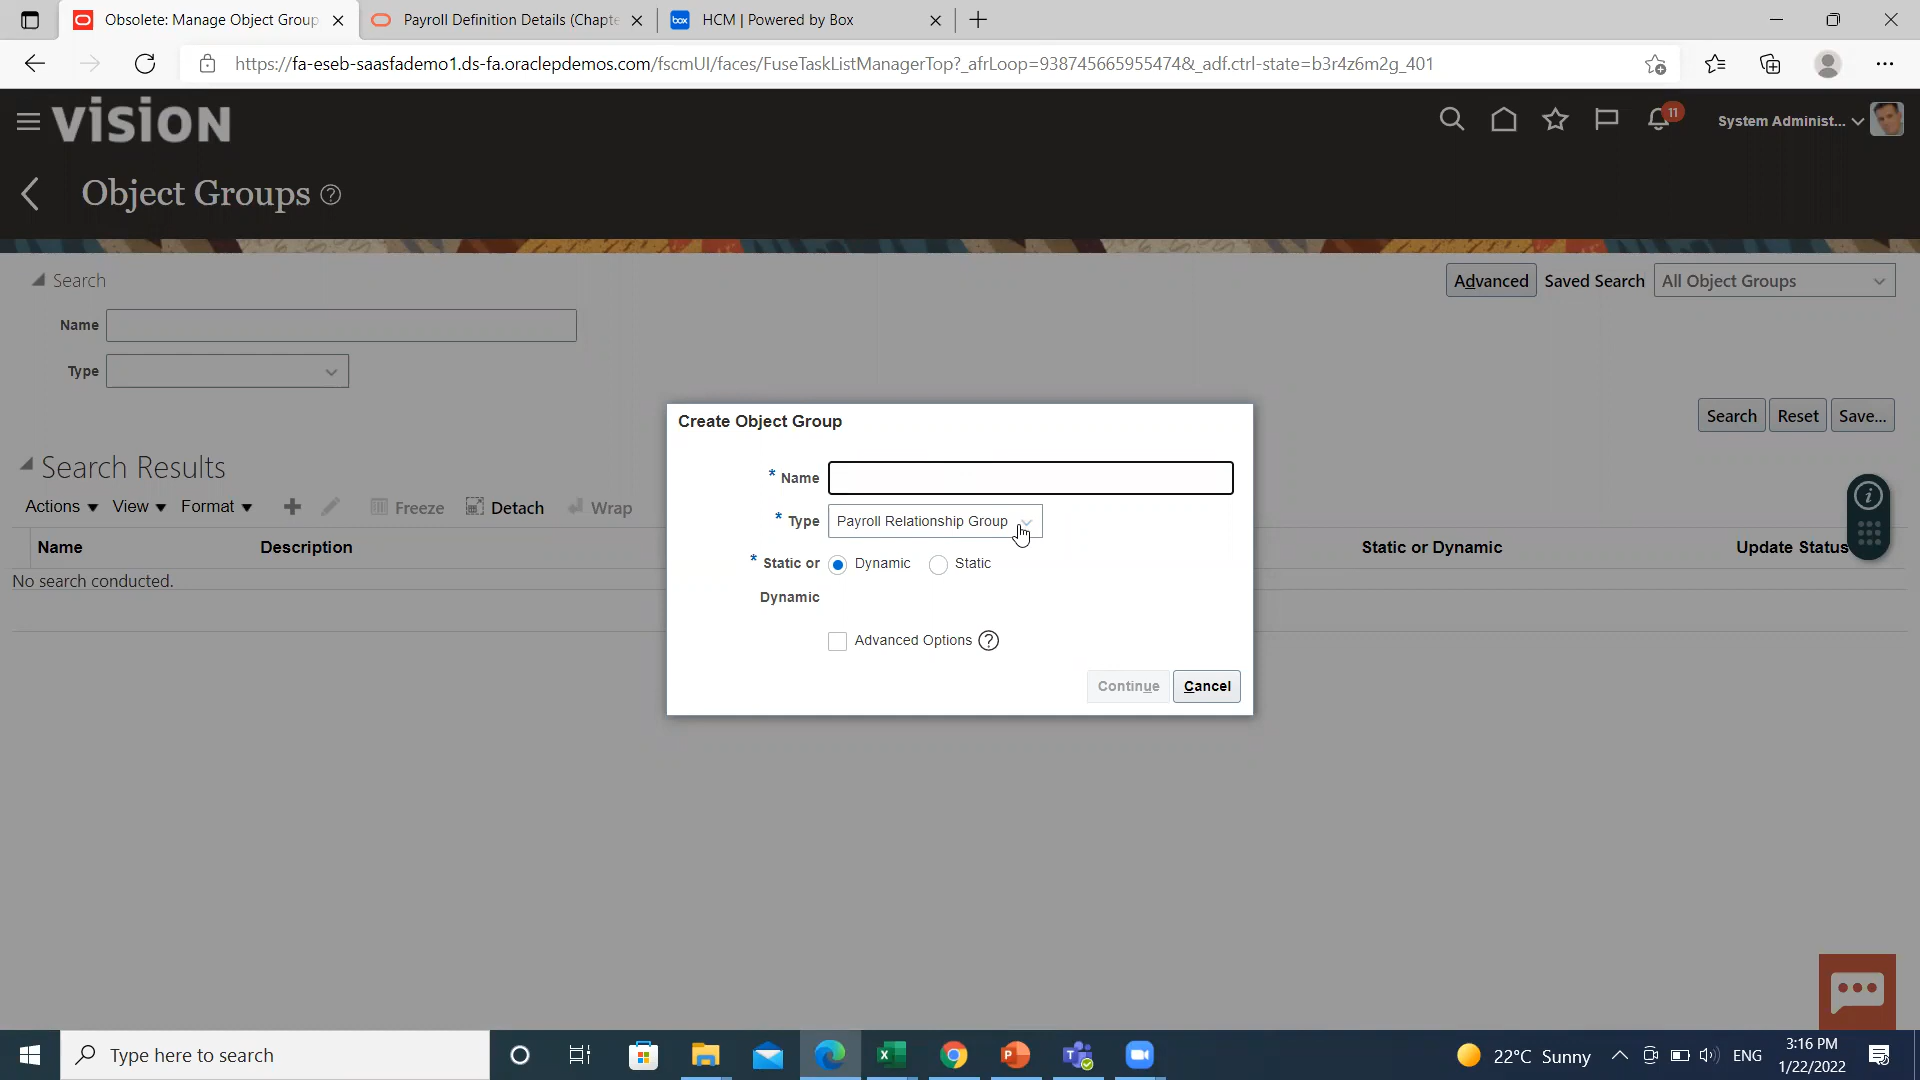 Obsolete: Manage Object Group
Payroll Definition Details (Chapte
box HCM | Powered by Box
https://fa-eseb-saasfademo1.ds-fa.oraclepdemos.com/fscmUI/faces/FuseTaskListManagerTop?_afrLoop=938745665955474&_adf.ctrl-state=b3r4z6m2g_401
VISION
11
System Administ...
Object Groups ?
Search
Advanced Saved Search All Object Groups
Name
Type
Search Reset Save...
Search Results
Actions View Format Freeze Detach Wrap
Name Description Static or Dynamic Update Status
No search conducted.
Create Object Group
* Name
* Type Payroll Relationship Group
* Static or Dynamic Static
Dynamic
Advanced Options ?
Continue Cancel
Type here to search
22°C Sunny
ENG
3:16 PM
1/22/2022